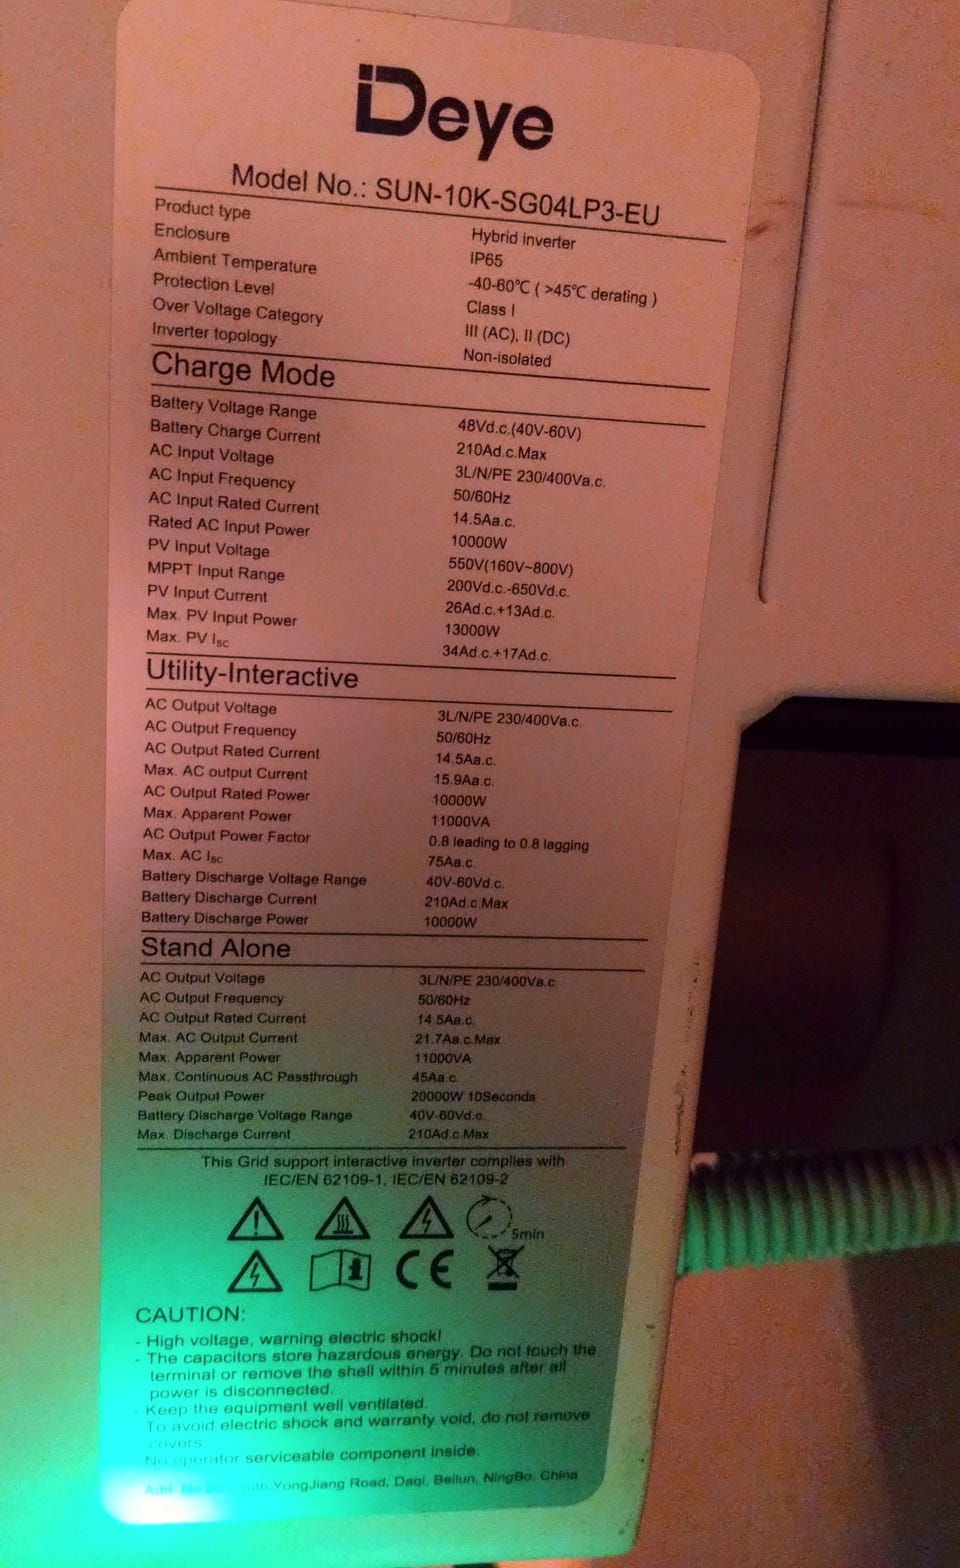 Deye
Model No.: SUN-10K-SG04LP3-EU
Product type Hybrid inverter
Enclosure IP65
Ambient Temperature -40-60℃ ( >45℃ derating )
Protection Level Class I
Over Voltage Category III (AC), II (DC)
Inverter topology Non-isolated
Charge Mode
Battery Voltage Range 48Vd.c.(40V-60V)
Battery Charge Current 210Ad.c.Max
AC Input Voltage 3L/N/PE 230/400Va.c.
AC Input Frequency 50/60Hz
AC Input Rated Current 14.5Aa.c.
Rated AC Input Power 10000W
PV Input Voltage 550V(160V~800V)
MPPT Input Range 200Vd.c.-650Vd.c.
PV Input Current 26Ad.c.+13Ad.c.
Max. PV Input Power 13000W
Max. PV Isc 34Ad.c.+17Ad.c.
Utility-Interactive
AC Output Voltage 3L/N/PE 230/400Va.c.
AC Output Frequency 50/60Hz
AC Output Rated Current 14.5Aa.c.
Max. AC output Current 15.9Aa.c.
AC Output Rated Power 10000W
Max. Apparent Power 11000VA
AC Output Power Factor 0.8 leading to 0.8 lagging
Max. AC Isc 75Aa.c.
Battery Discharge Voltage Range 40V-60Vd.c.
Battery Discharge Current 210Ad.c.Max
Battery Discharge Power 10000W
Stand Alone
AC Output Voltage 3L/N/PE 230/400Va.c.
AC Output Frequency 50/60Hz
AC Output Rated Current 14.5Aa.c.
Max. AC Output Current 21.7Aa.c.Max
Max. Apparent Power 11000VA
Max. Continuous AC Passthrough 45Aa.c.
Peak Output Power 20000W 10Seconds
Battery Discharge Voltage Range 40V-60Vd.c.
Max. Discharge Current 210Ad.c.Max
This Grid support interactive inverter complies with
IEC/EN 62109-1, IEC/EN 62109-2
5min
CE
CAUTION:
- High voltage, warning electric shock!
- The capacitors store hazardous energy. Do not touch the
terminal or remove the shell within 5 minutes after all
power is disconnected.
- Keep the equipment well ventilated.
To avoid electric shock and warranty void, do not remove
covers
No operator serviceable component inside.
Add: No. YongJiang Road, Daqi, Beilun, NingBo, China